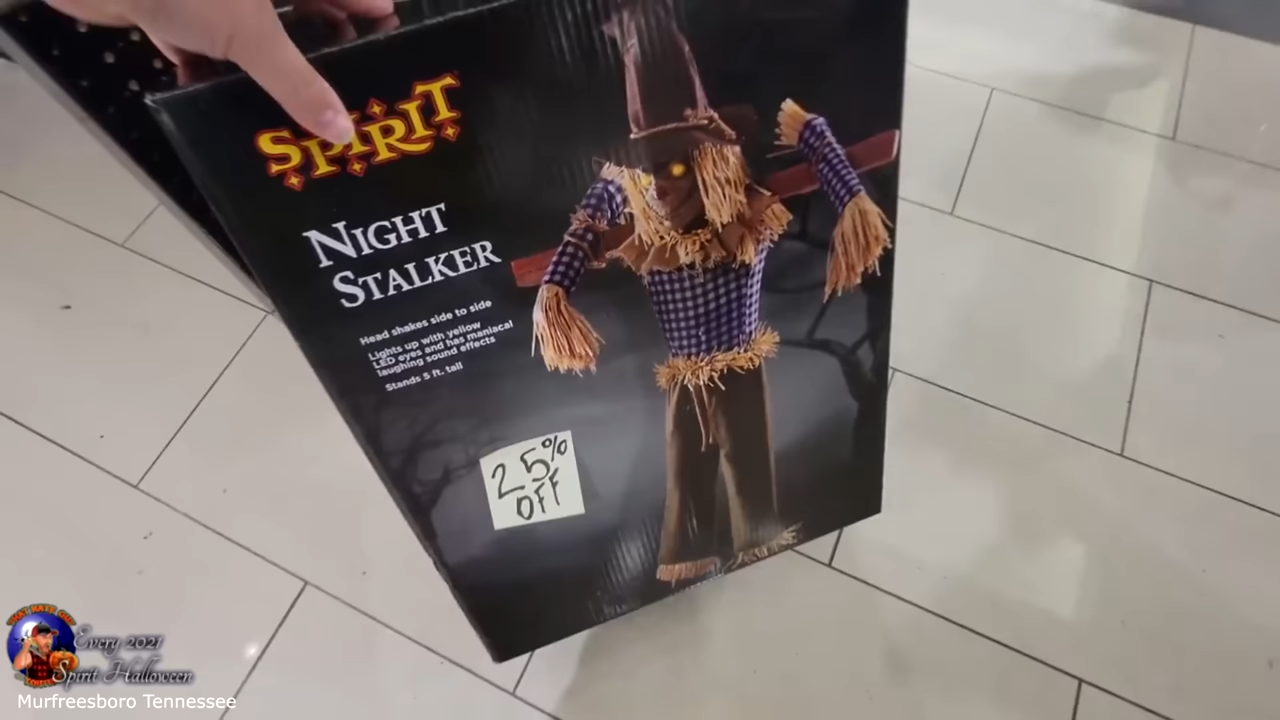 SPIRIT
NIGHT
STALKER
Head shakes side to side
Lights up with yellow
LED eyes and has maniacal
laughing sound effects
Stands 5 ft. tall
25%
OFF
Every 2021
Spirit Halloween
Murfreesboro Tennessee